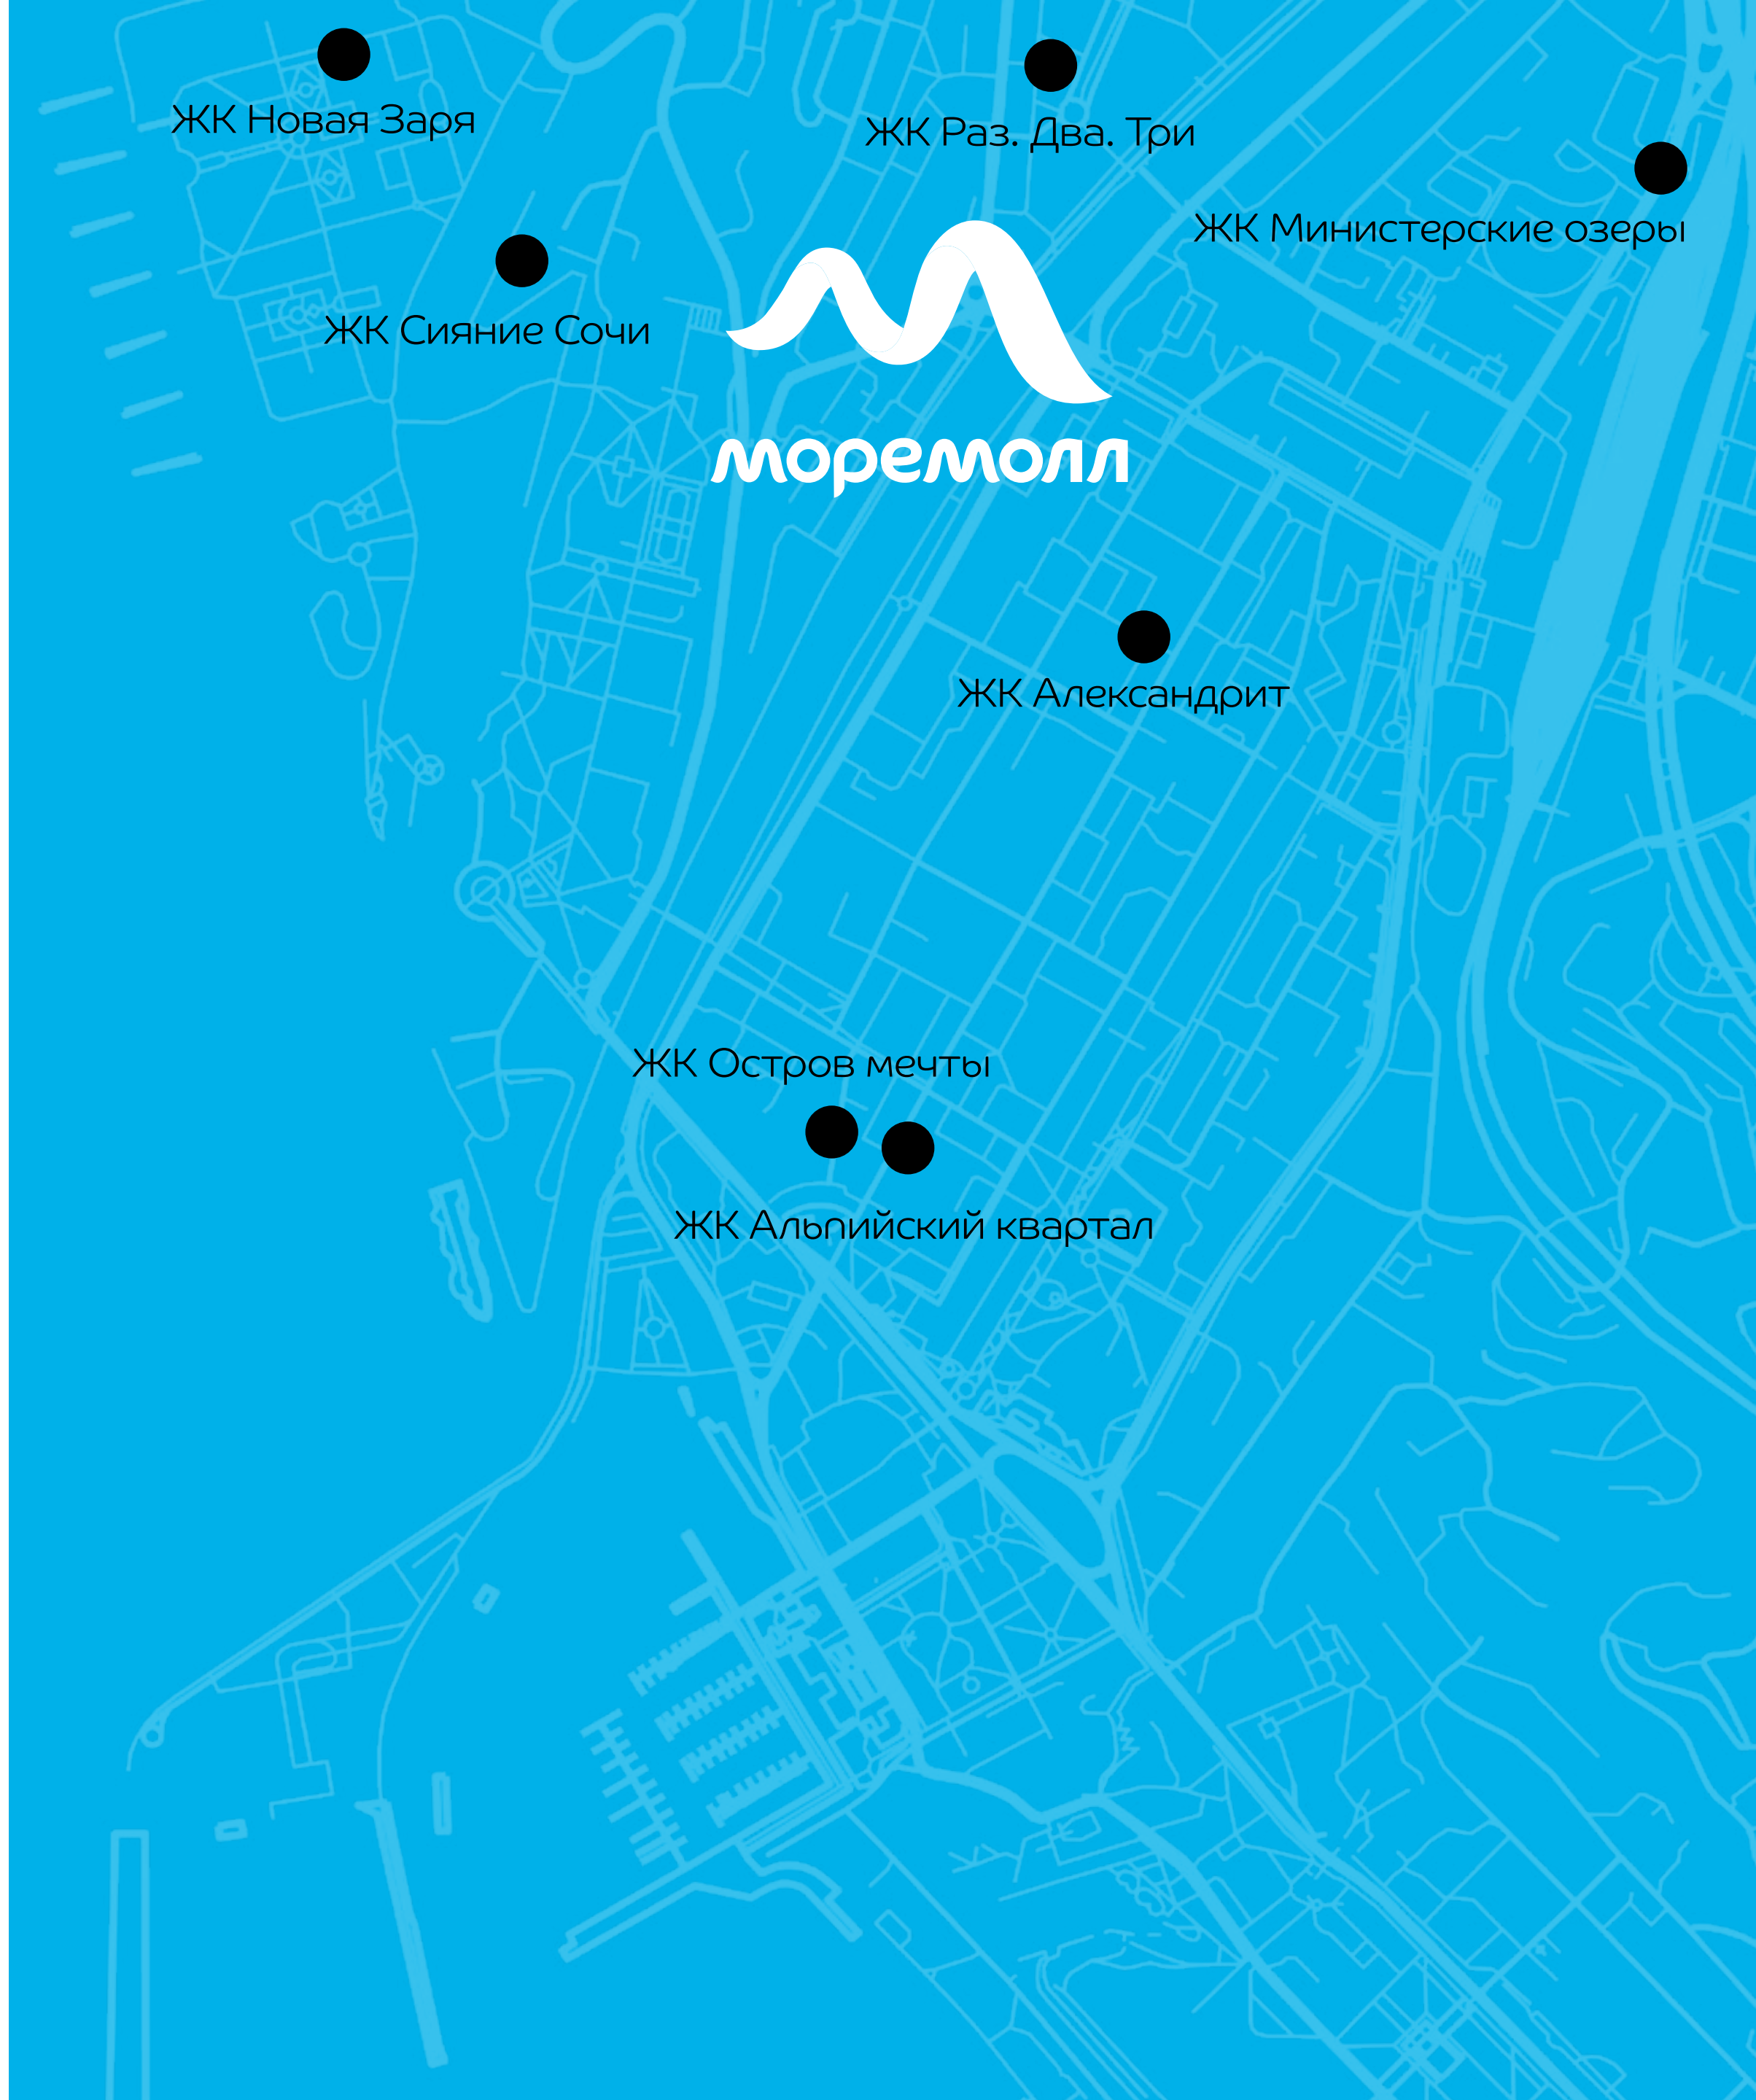 ЖК Новая Заря
ЖК Раз. Два. Три
ЖК Министерские озеры
ЖК Сияние Сочи
моремолл
ЖК Александрит
ЖК Остров мечты
ЖК Альпийский квартал